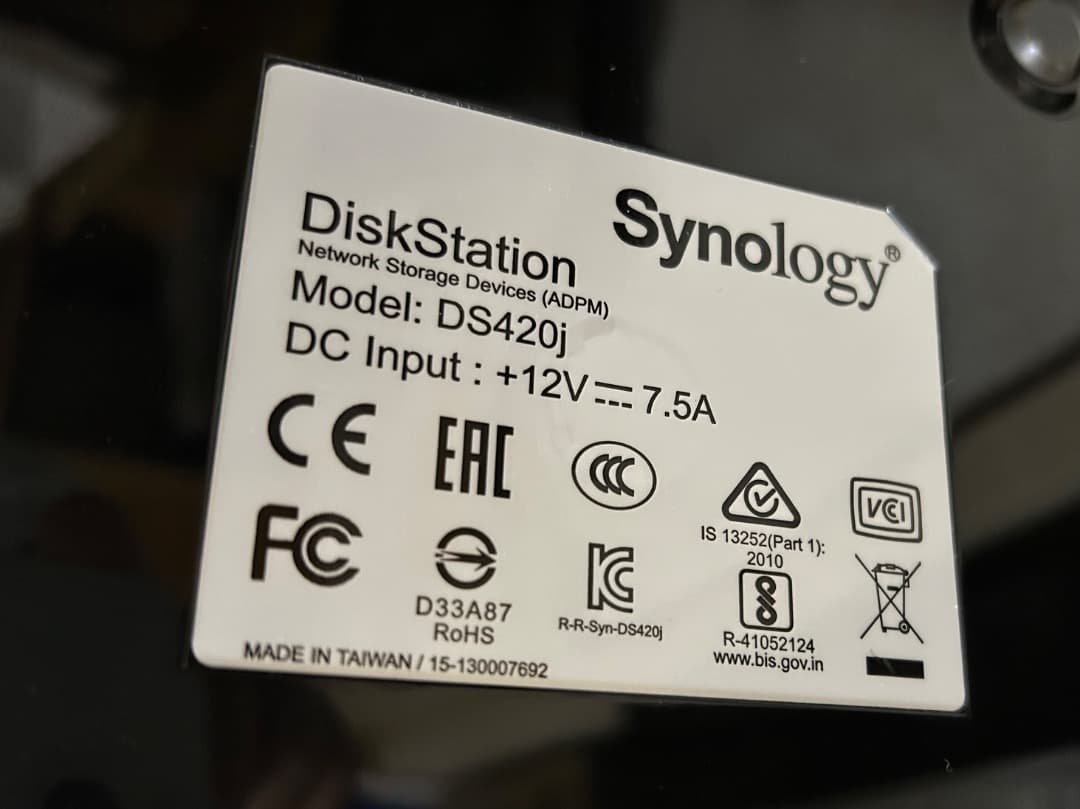 Synology®
DiskStation
Network Storage Devices (ADPM)
Model: DS420j
DC Input : +12V⎓7.5A
CE EAC CCC
IS 13252(Part 1):
2010
VCI
FC
D33A87
RoHS
KC
R-R-Syn-DS420j
R-41052124
www.bis.gov.in
MADE IN TAIWAN / 15-130007692